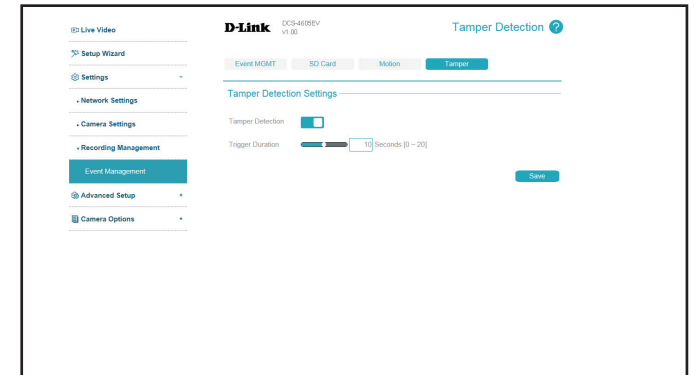 Live Video
Setup Wizard
Settings -
Network Settings
Camera Settings
Recording Management
Event Management
Advanced Setup +
Camera Options +
D-Link DCS-4605EV
v1.00
Tamper Detection ?
Event MGMT SD Card Motion Tamper
Tamper Detection Settings
Tamper Detection
Trigger Duration 10 Seconds [0 ~ 20]
Save